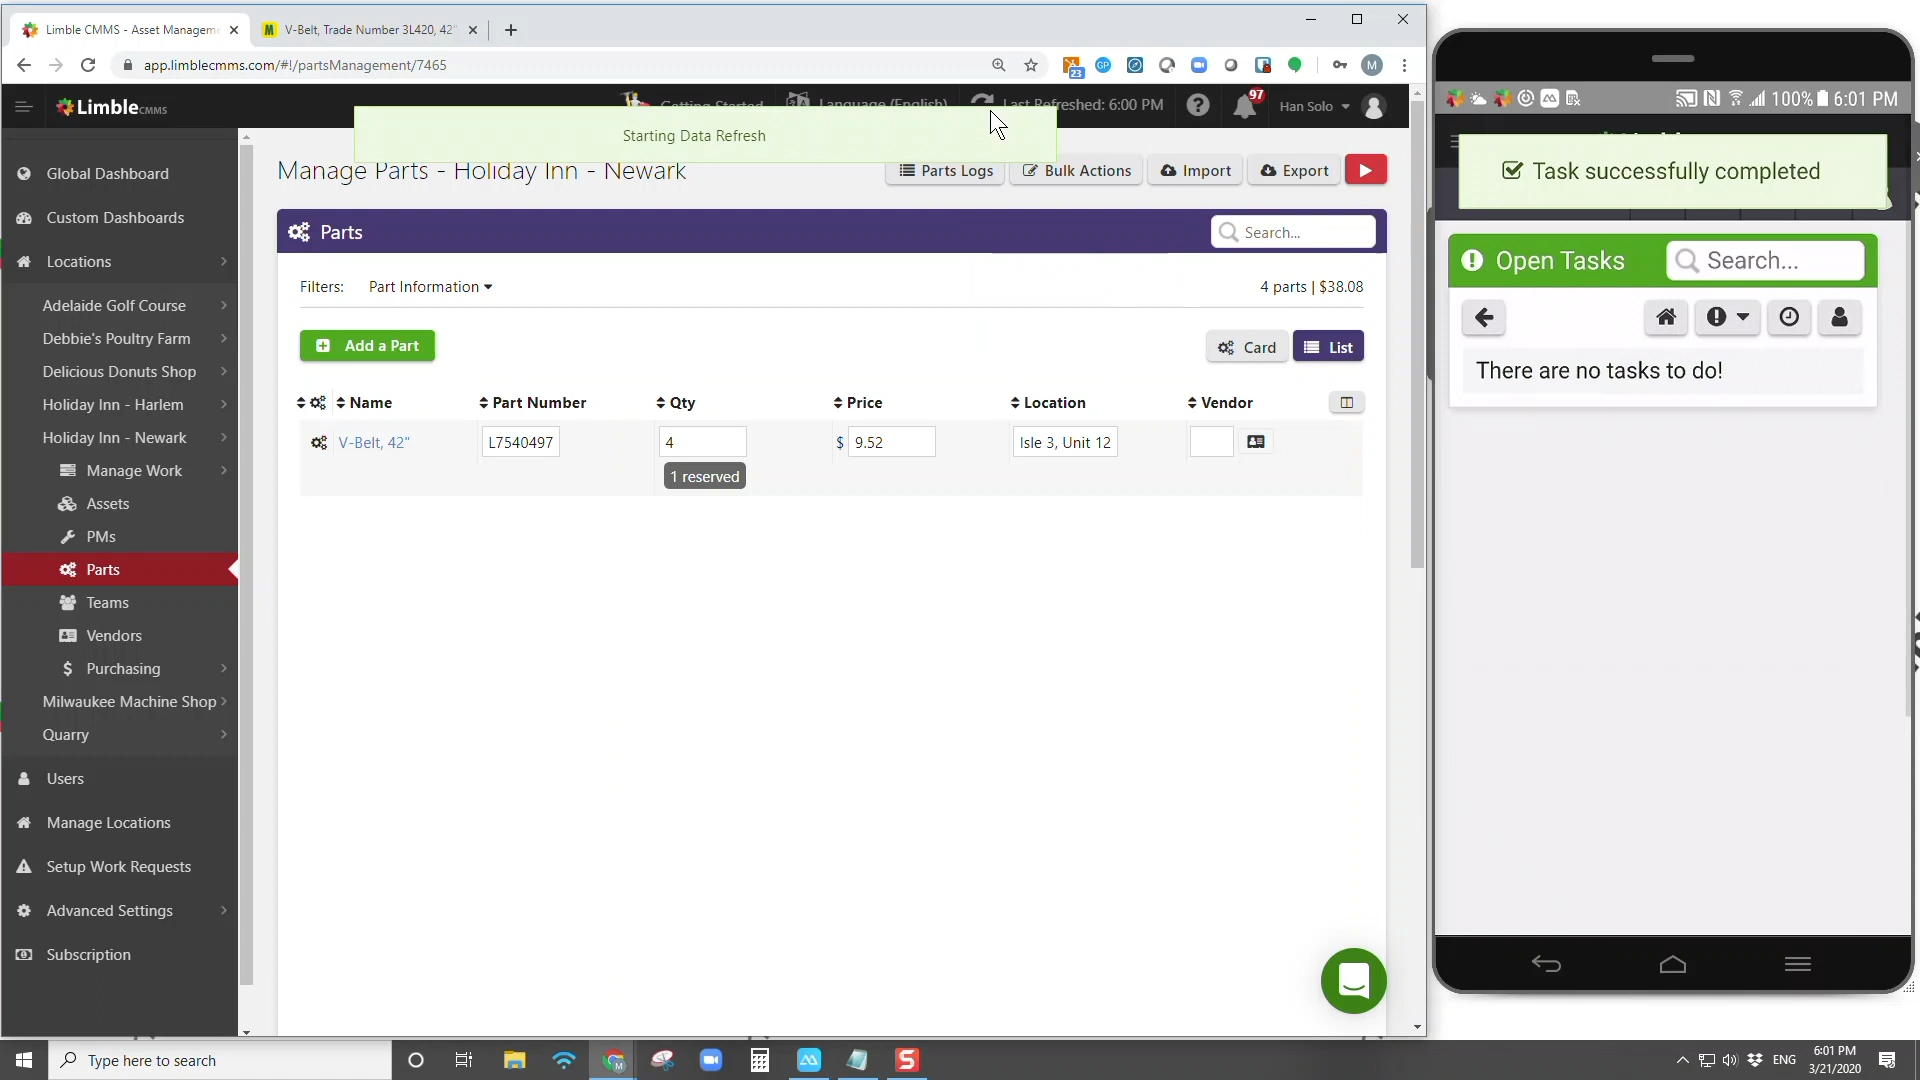 Limble CMMS - Asset Managem
V-Belt, Trade Number 3L420, 42"
app.limblecmms.com/#!/partsManagement/7465
23
GP
M
Limble CMMS
Getting Started
Language (English)
Last Refreshed: 6:00 PM
97
Han Solo
Starting Data Refresh
Global Dashboard
Custom Dashboards
Locations
Adelaide Golf Course
Debbie's Poultry Farm
Delicious Donuts Shop
Holiday Inn - Harlem
Holiday Inn - Newark
Manage Work
Assets
PMs
Parts
Teams
Vendors
Purchasing
Milwaukee Machine Shop
Quarry
Users
Manage Locations
Setup Work Requests
Advanced Settings
Subscription
Manage Parts - Holiday Inn - Newark
Parts Logs
Bulk Actions
Import
Export
Parts
Search...
Filters:
Part Information
4 parts | $38.08
Add a Part
Card
List
Name
Part Number
Qty
Price
Location
Vendor
V-Belt, 42"
L7540497
4
$ 9.52
Isle 3, Unit 12
1 reserved
100% 6:01 PM
Task successfully completed
Open Tasks
Search...
There are no tasks to do!
Type here to search
ENG
6:01 PM
3/21/2020